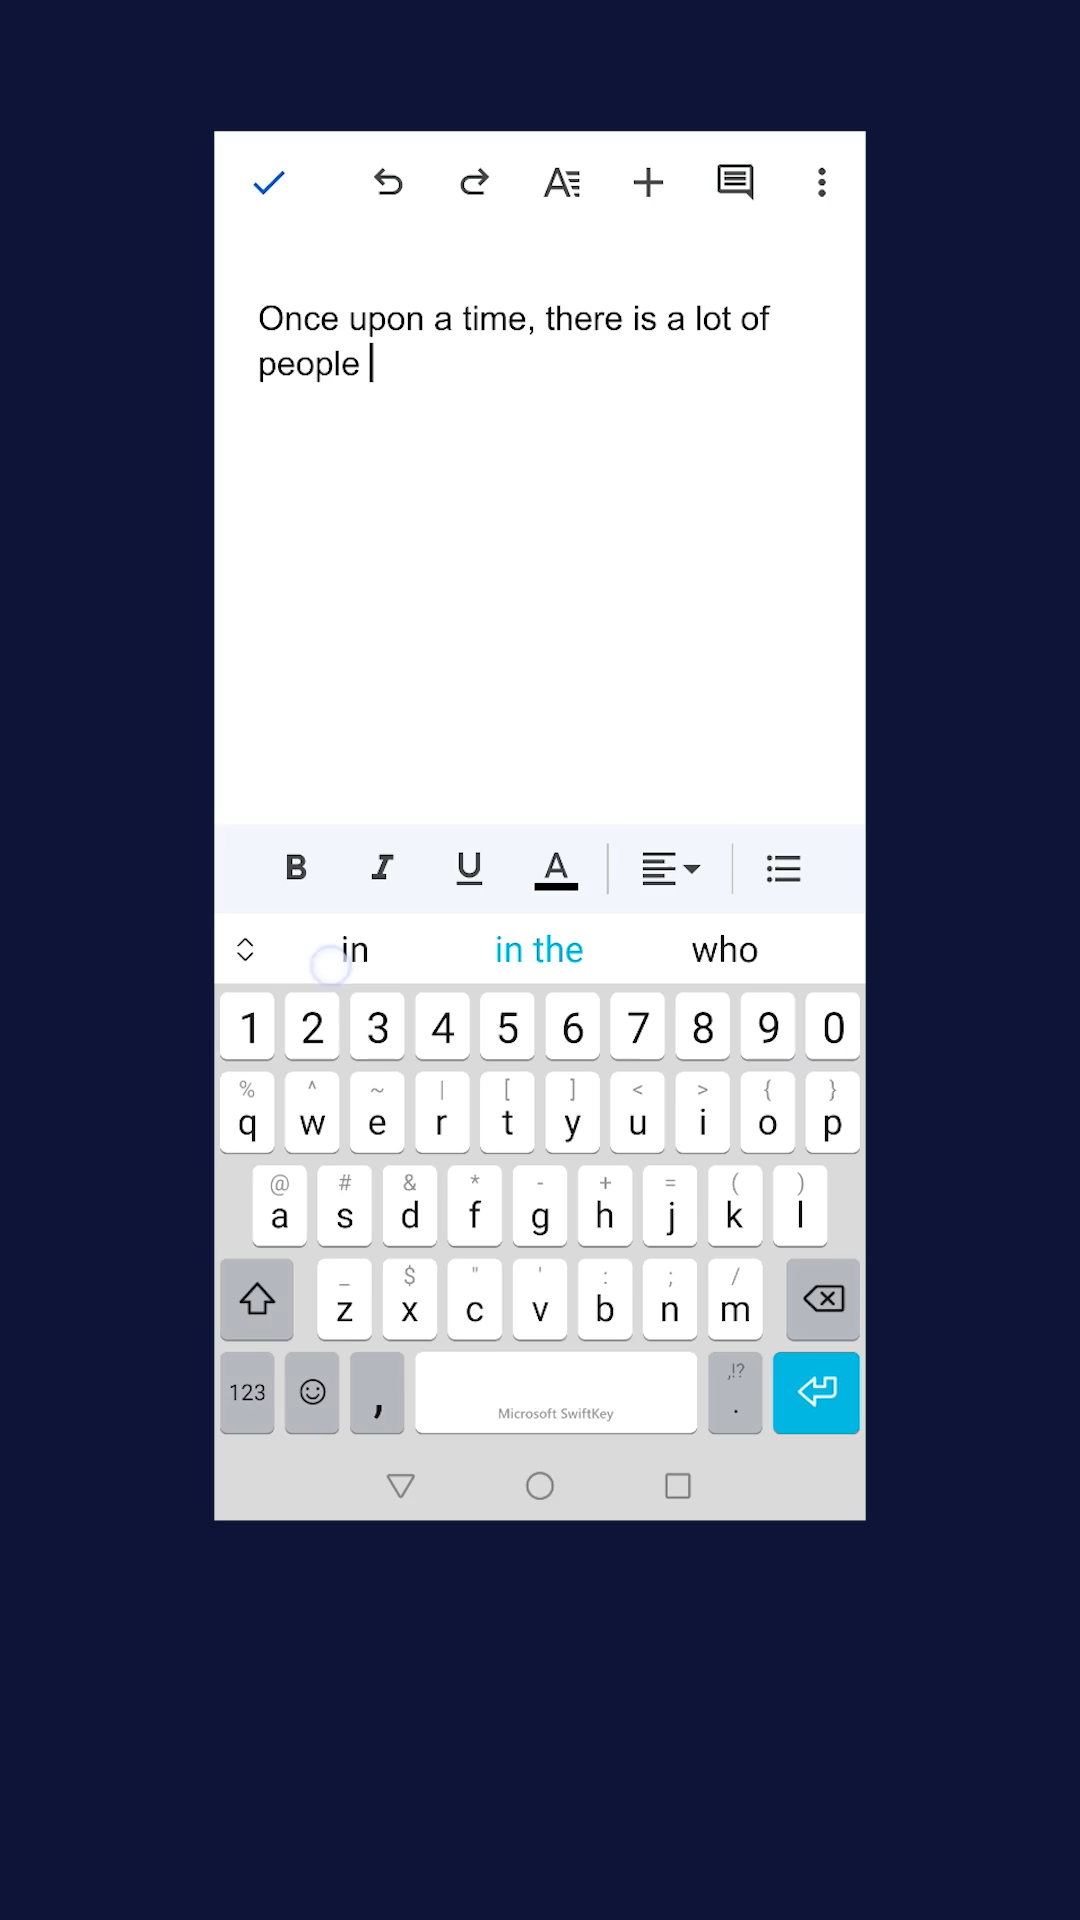 Once upon a time, there is a lot of
people
B I U A
in in the who
1 2 3 4 5 6 7 8 9 0
% ^ ~ | [ ] < > { }
q w e r t y u i o p
@ # & * - + = ( )
a s d f g h j k l
_ $ " ' : ; /
z x c v b n m
,!?
123 , .
Microsoft SwiftKey